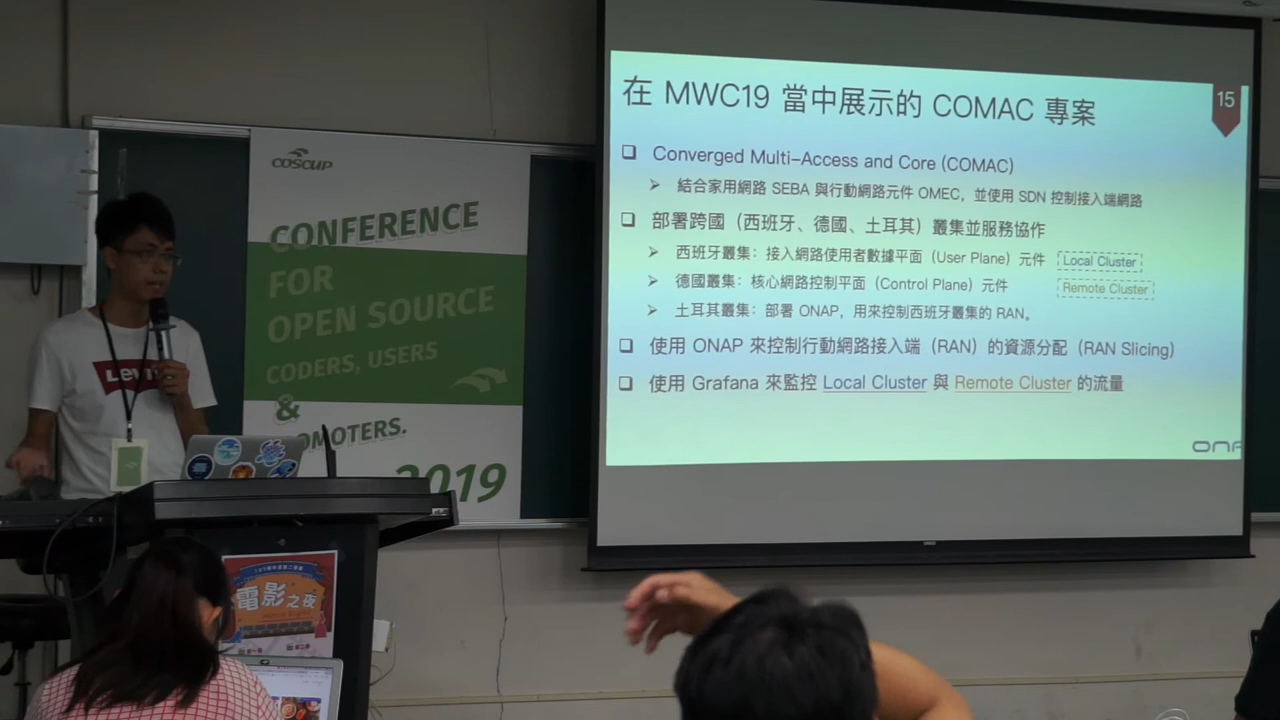 COSCUP
CONFERENCE
FOR
OPEN SOURCE
CODERS, USERS
&
OMOTERS.
2019
Levi's
電影之夜
在 MWC19 當中展示的 COMAC 專案
15
❑ Converged Multi-Access and Core (COMAC)
➢ 結合家用網路 SEBA 與行動網路元件 OMEC，並使用 SDN 控制接入端網路
❑ 部署跨國（西班牙、德國、土耳其）叢集並服務協作
➢ 西班牙叢集：接入網路使用者數據平面（User Plane）元件 Local Cluster
➢ 德國叢集：核心網路控制平面（Control Plane）元件 Remote Cluster
➢ 土耳其叢集：部署 ONAP，用來控制西班牙叢集的 RAN。
❑ 使用 ONAP 來控制行動網路接入端（RAN）的資源分配（RAN Slicing）
❑ 使用 Grafana 來監控 Local Cluster 與 Remote Cluster 的流量